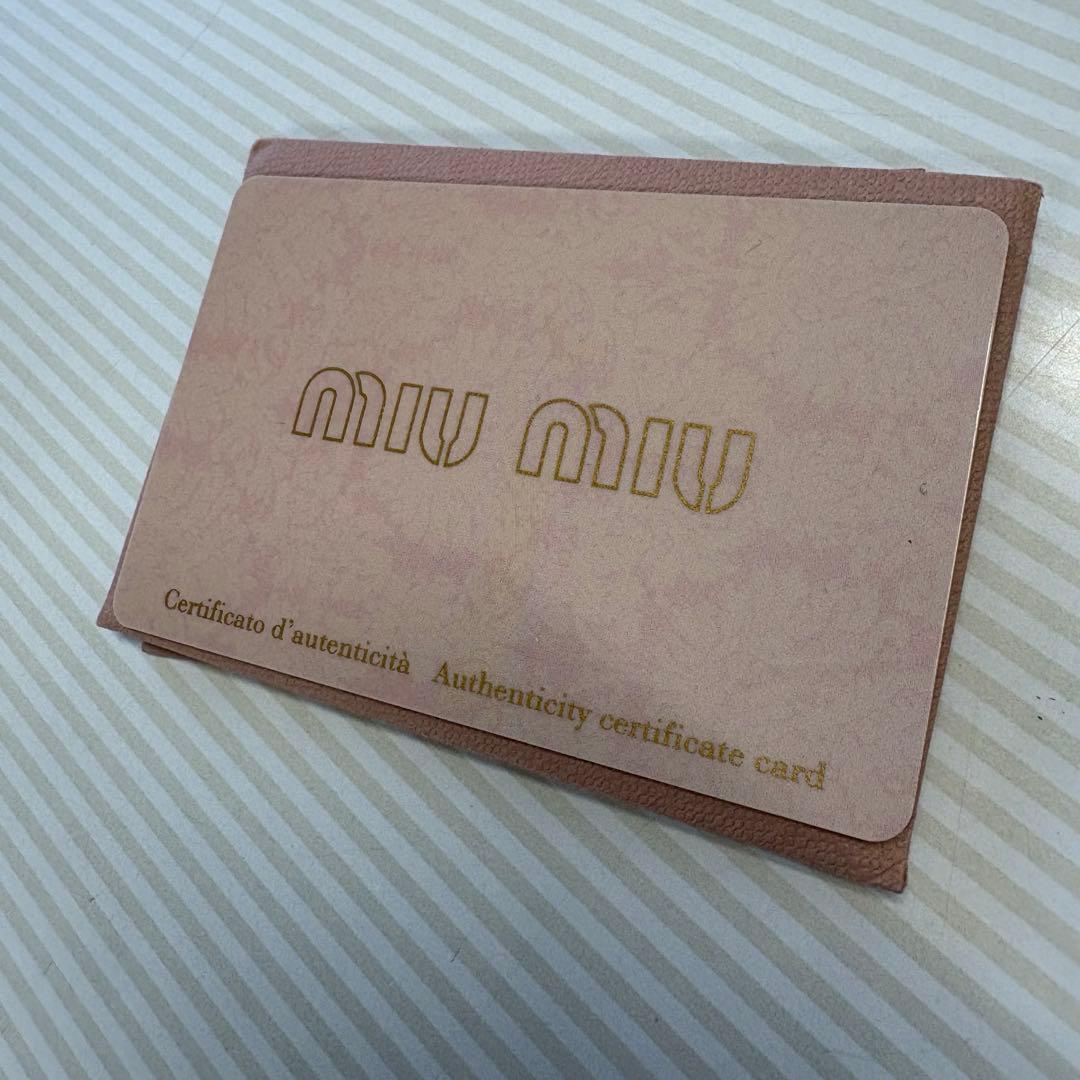 miu miu
Certificato d'autenticità Authenticity certificate card